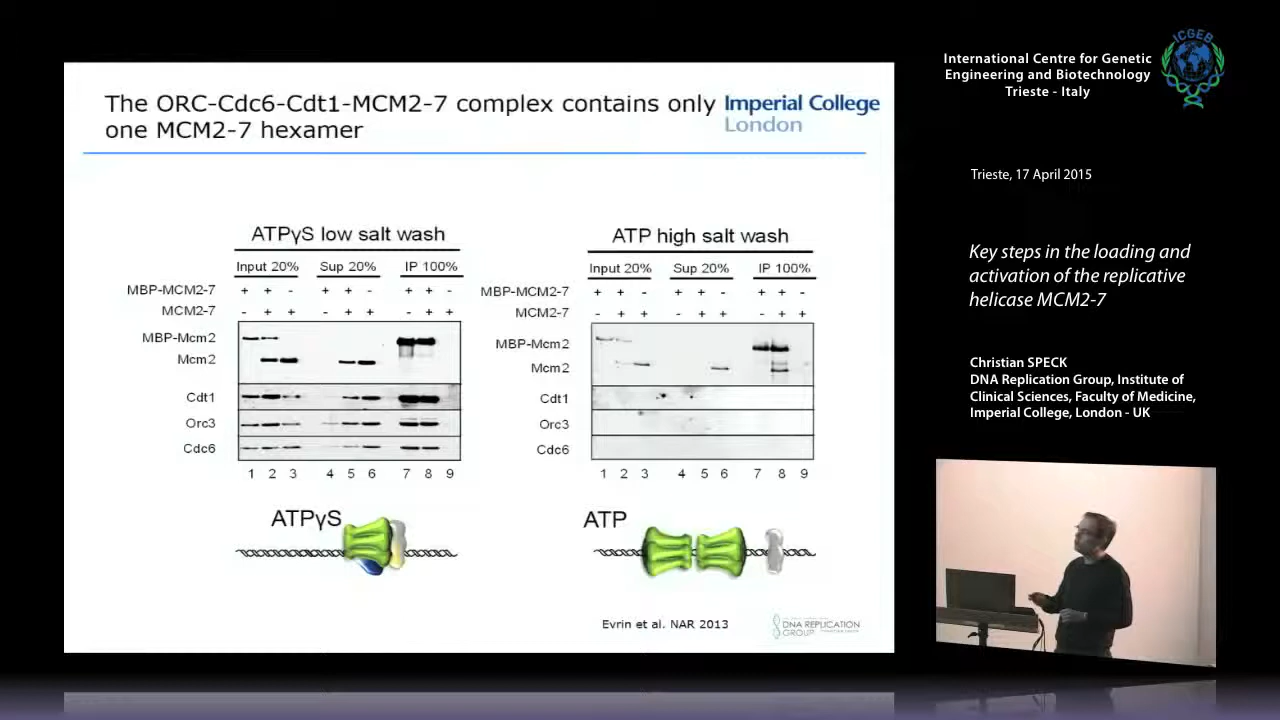 The ORC-Cdc6-Cdt1-MCM2-7 complex contains only
one MCM2-7 hexamer
Imperial College
London
ATPγS low salt wash
Input 20% Sup 20% IP 100%
MBP-MCM2-7 + + - + + - + + -
MCM2-7 - + + - + + - + +
MBP-Mcm2
Mcm2
Cdt1
Orc3
Cdc6
1 2 3 4 5 6 7 8 9
ATPγS
ATP high salt wash
Input 20% Sup 20% IP 100%
MBP-MCM2-7 + + - + + - + + -
MCM2-7 - + + - + + - + +
MBP-Mcm2
Mcm2
Cdt1
Orc3
Cdc6
1 2 3 4 5 6 7 8 9
ATP
Evrin et al. NAR 2013
DNA REPLICATION
GROUP
International Centre for Genetic
Engineering and Biotechnology
Trieste - Italy
ICGEB
Trieste, 17 April 2015
Key steps in the loading and
activation of the replicative
helicase MCM2-7
Christian SPECK
DNA Replication Group, Institute of
Clinical Sciences, Faculty of Medicine,
Imperial College, London - UK